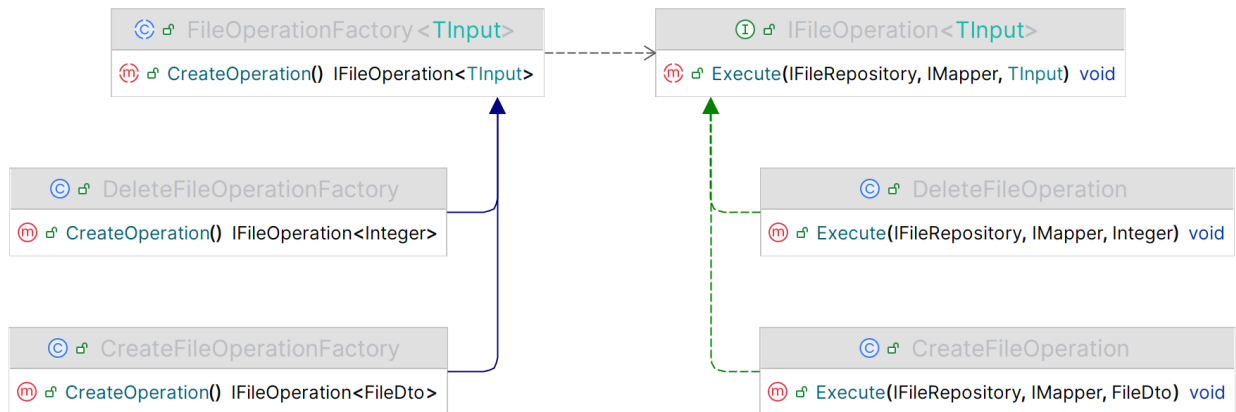 FileOperationFactory<TInput>
CreateOperation() IFileOperation<TInput>
IFileOperation<TInput>
Execute(IFileRepository, IMapper, TInput) void
DeleteFileOperationFactory
CreateOperation() IFileOperation<Integer>
DeleteFileOperation
Execute(IFileRepository, IMapper, Integer) void
CreateFileOperationFactory
CreateOperation() IFileOperation<FileDto>
CreateFileOperation
Execute(IFileRepository, IMapper, FileDto) void